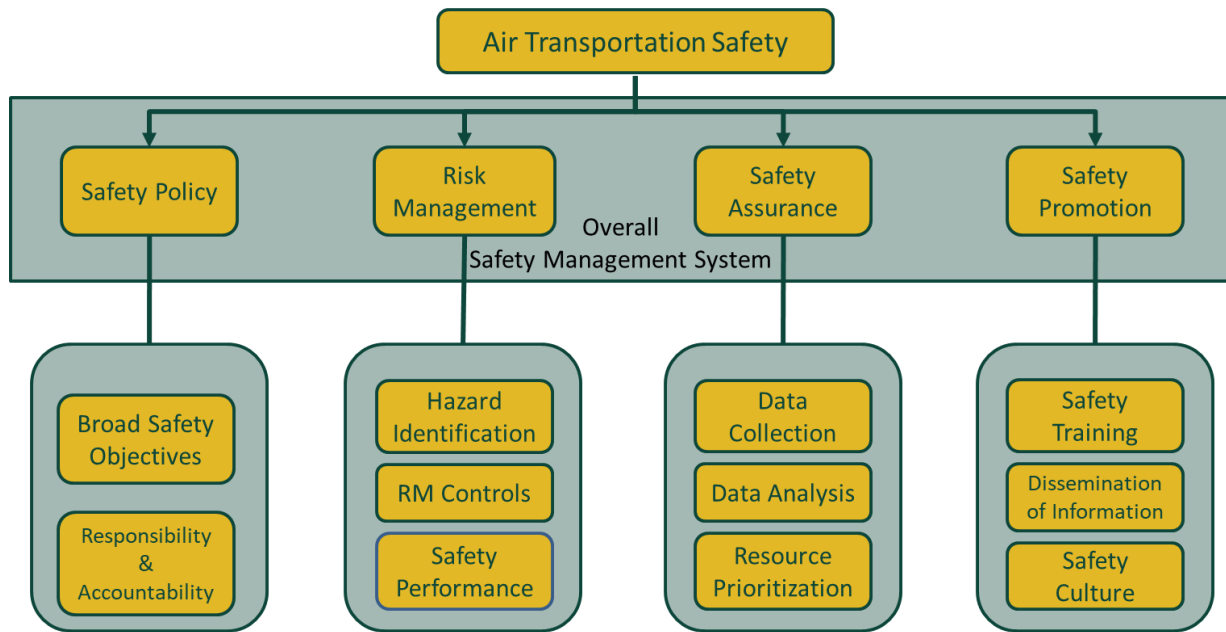 Air Transportation Safety
Safety Policy
Risk
Management
Safety
Assurance
Safety
Promotion
Overall
Safety Management System
Broad Safety
Objectives
Responsibility
&
Accountability
Hazard
Identification
RM Controls
Safety
Performance
Data
Collection
Data Analysis
Resource
Prioritization
Safety
Training
Dissemination
of Information
Safety
Culture